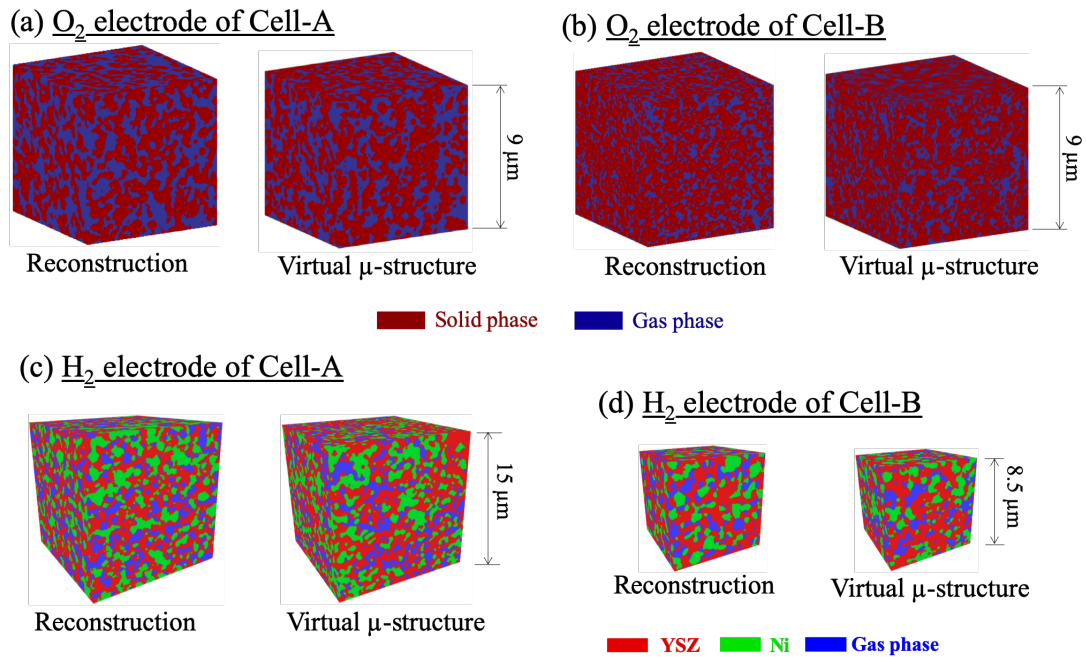 (a) O2 electrode of Cell-A
(b) O2 electrode of Cell-B
9 μm
9 μm
Reconstruction
Virtual μ-structure
Reconstruction
Virtual μ-structure
Solid phase
Gas phase
(c) H2 electrode of Cell-A
(d) H2 electrode of Cell-B
15 μm
8.5 μm
Reconstruction
Virtual μ-structure
Reconstruction
Virtual μ-structure
YSZ
Ni
Gas phase